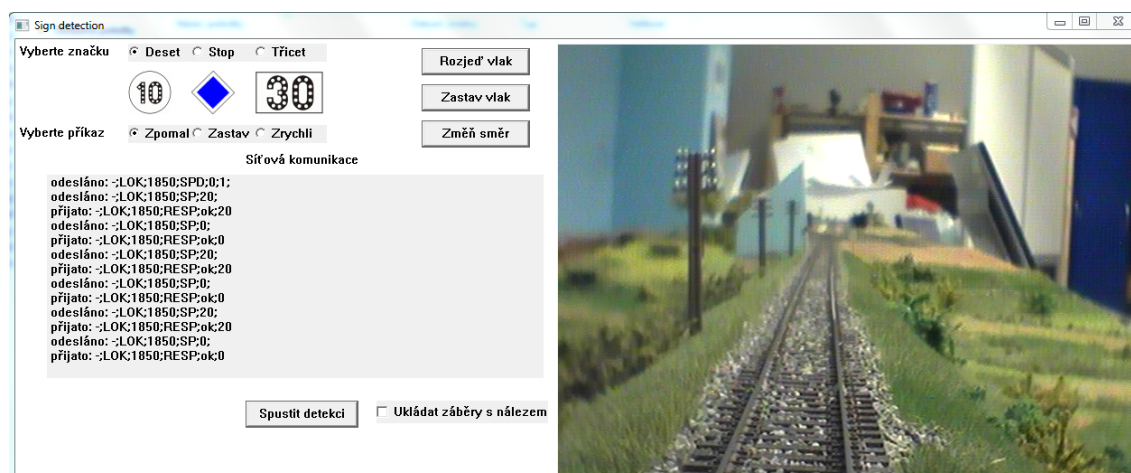 Sign detection
Vyberte značku
Deset
Stop
Třicet
10
30
Vyberte příkaz
Zpomal
Zastav
Zrychli
Rozjeď vlak
Zastav vlak
Změň směr
Síťová komunikace
odesláno: -;LOK;1850;SPD;0;1;
odesláno: -;LOK;1850;SP;20;
přijato: -;LOK;1850;RESP;ok;20
odesláno: -;LOK;1850;SP;0;
přijato: -;LOK;1850;RESP;ok;0
odesláno: -;LOK;1850;SP;20;
přijato: -;LOK;1850;RESP;ok;20
odesláno: -;LOK;1850;SP;0;
přijato: -;LOK;1850;RESP;ok;0
odesláno: -;LOK;1850;SP;20;
přijato: -;LOK;1850;RESP;ok;20
odesláno: -;LOK;1850;SP;0;
přijato: -;LOK;1850;RESP;ok;0
Spustit detekci
Ukládat záběry s nálezem